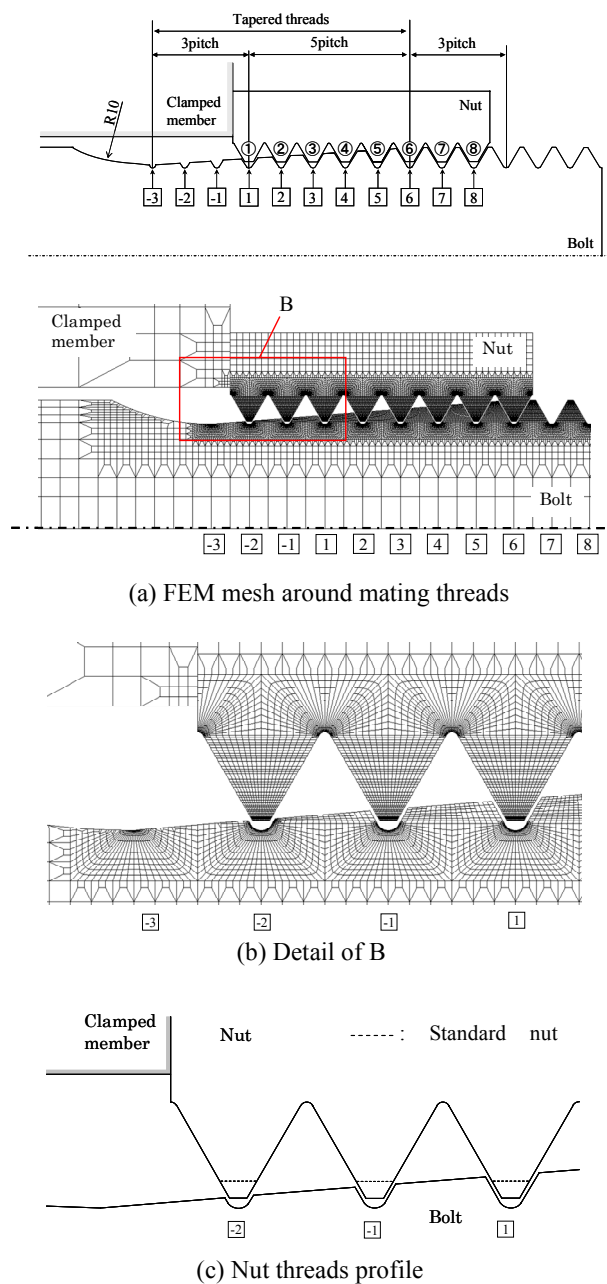 Tapered threads
3pitch 5pitch 3pitch
R10
Clamped
member
Nut
① ② ③ ④ ⑤ ⑥ ⑦ ⑧
-3 -2 -1 1 2 3 4 5 6 7 8
Bolt
B
Clamped
member
Nut
Bolt
-3 -2 -1 1 2 3 4 5 6 7 8
(a) FEM mesh around mating threads
-3 -2 -1 1
(b) Detail of B
Clamped
member
Nut
-----: Standard nut
-2 -1 1
Bolt
(c) Nut threads profile